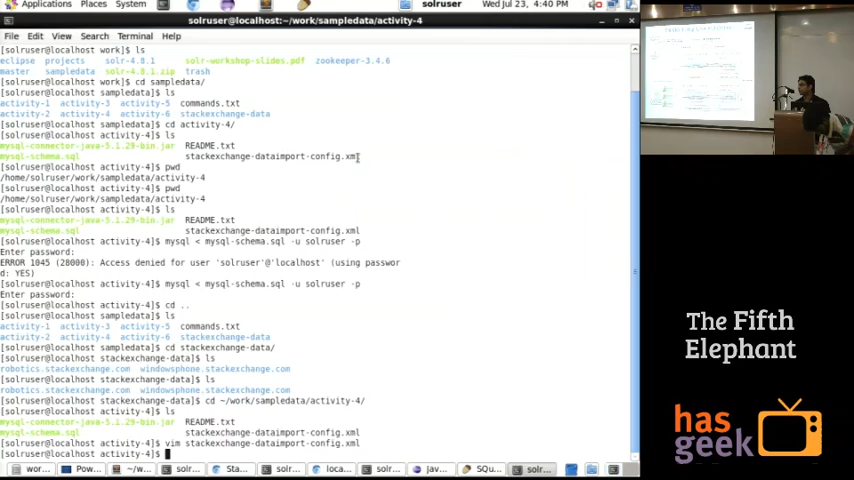 Applications Places System solruser Wed Jul 23, 4:40 PM
solruser@localhost:~/work/sampledata/activity-4
File Edit View Search Terminal Help
[solruser@localhost work]$ ls
eclipse projects solr-4.8.1 solr-workshop-slides.pdf zookeeper-3.4.6
master sampledata solr-4.8.1.zip trash
[solruser@localhost work]$ cd sampledata/
[solruser@localhost sampledata]$ ls
activity-1 activity-3 activity-5 commands.txt
activity-2 activity-4 activity-6 stackexchange-data
[solruser@localhost sampledata]$ cd activity-4/
[solruser@localhost activity-4]$ ls
mysql-connector-java-5.1.29-bin.jar README.txt
mysql-schema.sql stackexchange-dataimport-config.xml
[solruser@localhost activity-4]$ pwd
/home/solruser/work/sampledata/activity-4
[solruser@localhost activity-4]$ pwd
/home/solruser/work/sampledata/activity-4
[solruser@localhost activity-4]$ ls
mysql-connector-java-5.1.29-bin.jar README.txt
mysql-schema.sql stackexchange-dataimport-config.xml
[solruser@localhost activity-4]$ mysql < mysql-schema.sql -u solruser -p
Enter password:
ERROR 1045 (28000): Access denied for user 'solruser'@'localhost' (using passwor
d: YES)
[solruser@localhost activity-4]$ mysql < mysql-schema.sql -u solruser -p
Enter password:
[solruser@localhost activity-4]$ cd ..
[solruser@localhost sampledata]$ ls
activity-1 activity-3 activity-5 commands.txt
activity-2 activity-4 activity-6 stackexchange-data
[solruser@localhost sampledata]$ cd stackexchange-data/
[solruser@localhost stackexchange-data]$ ls
robotics.stackexchange.com windowsphone.stackexchange.com
[solruser@localhost stackexchange-data]$ ls
robotics.stackexchange.com windowsphone.stackexchange.com
[solruser@localhost stackexchange-data]$ cd ~/work/sampledata/activity-4/
[solruser@localhost activity-4]$ ls
mysql-connector-java-5.1.29-bin.jar README.txt
mysql-schema.sql stackexchange-dataimport-config.xml
[solruser@localhost activity-4]$ vim stackexchange-dataimport-config.xml
[solruser@localhost activity-4]$
wor... Pow... ~/w... solr... Sta... solr... loca... solr... java... SQu... solr...
The Fifth
Elephant
has
geek